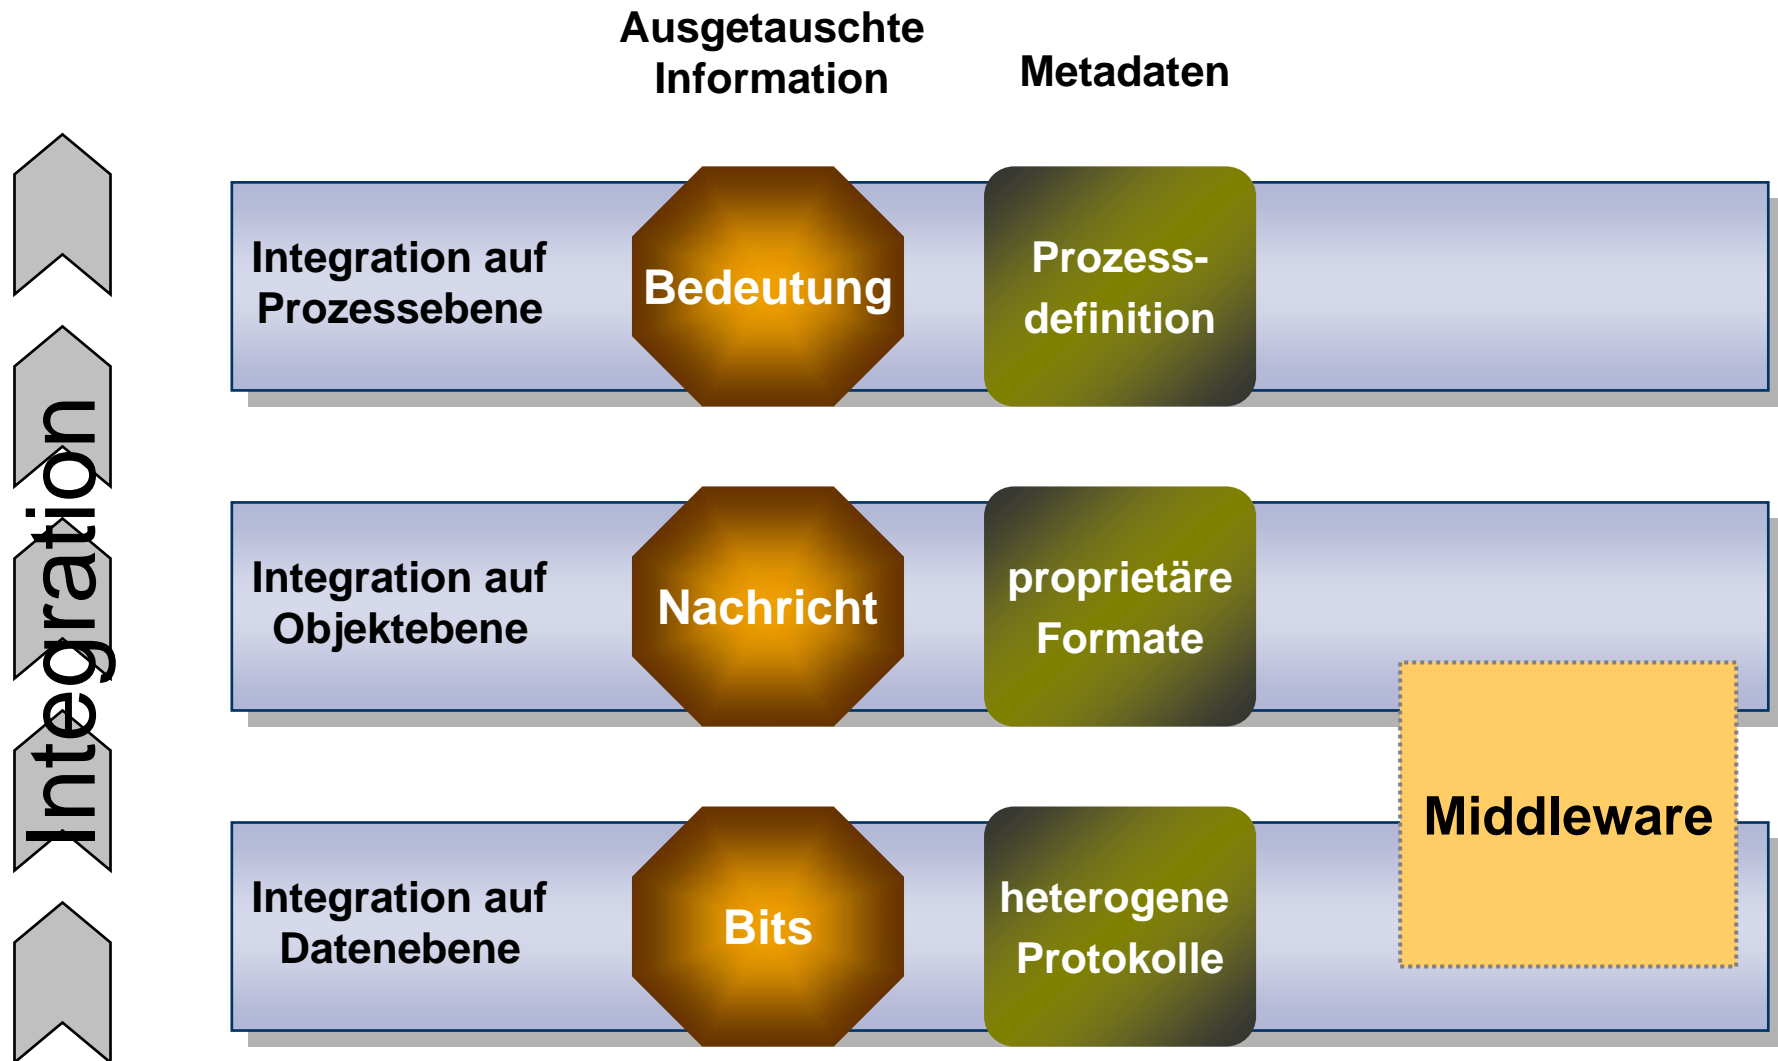 Ausgetauschte
Information
Metadaten
Integration auf
Prozessebene
Bedeutung
Prozess-
definition
Integration auf
Objektebene
Nachricht
proprietäre
Formate
Integration auf
Datenebene
Bits
heterogene
Protokolle
Middleware
Integration